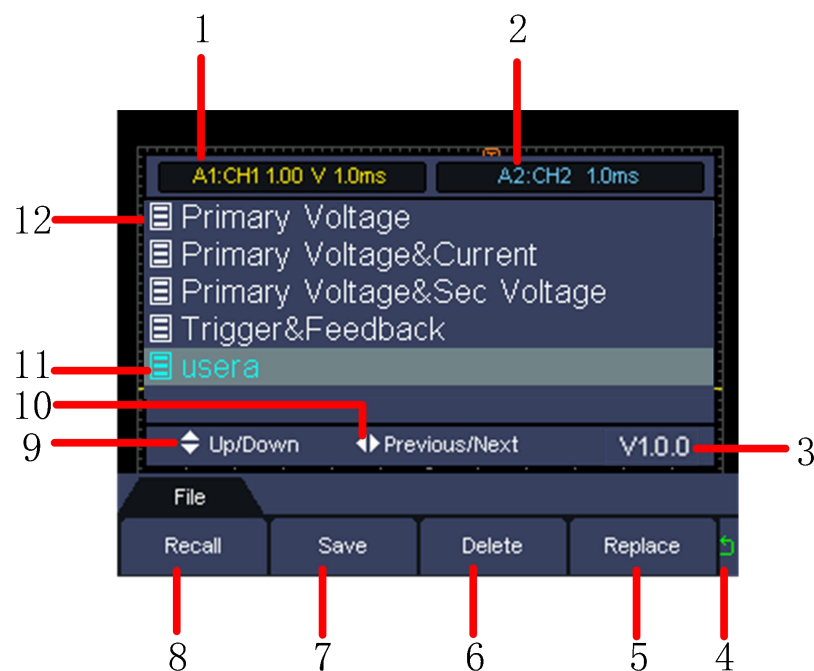 1 2
A1:CH1 1.00 V 1.0ms A2:CH2 1.0ms
12 Primary Voltage
Primary Voltage&Current
Primary Voltage&Sec Voltage
Trigger&Feedback
11 usera
10
9 Up/Down Previous/Next V1.0.0 3
File
Recall Save Delete Replace
8 7 6 5 4